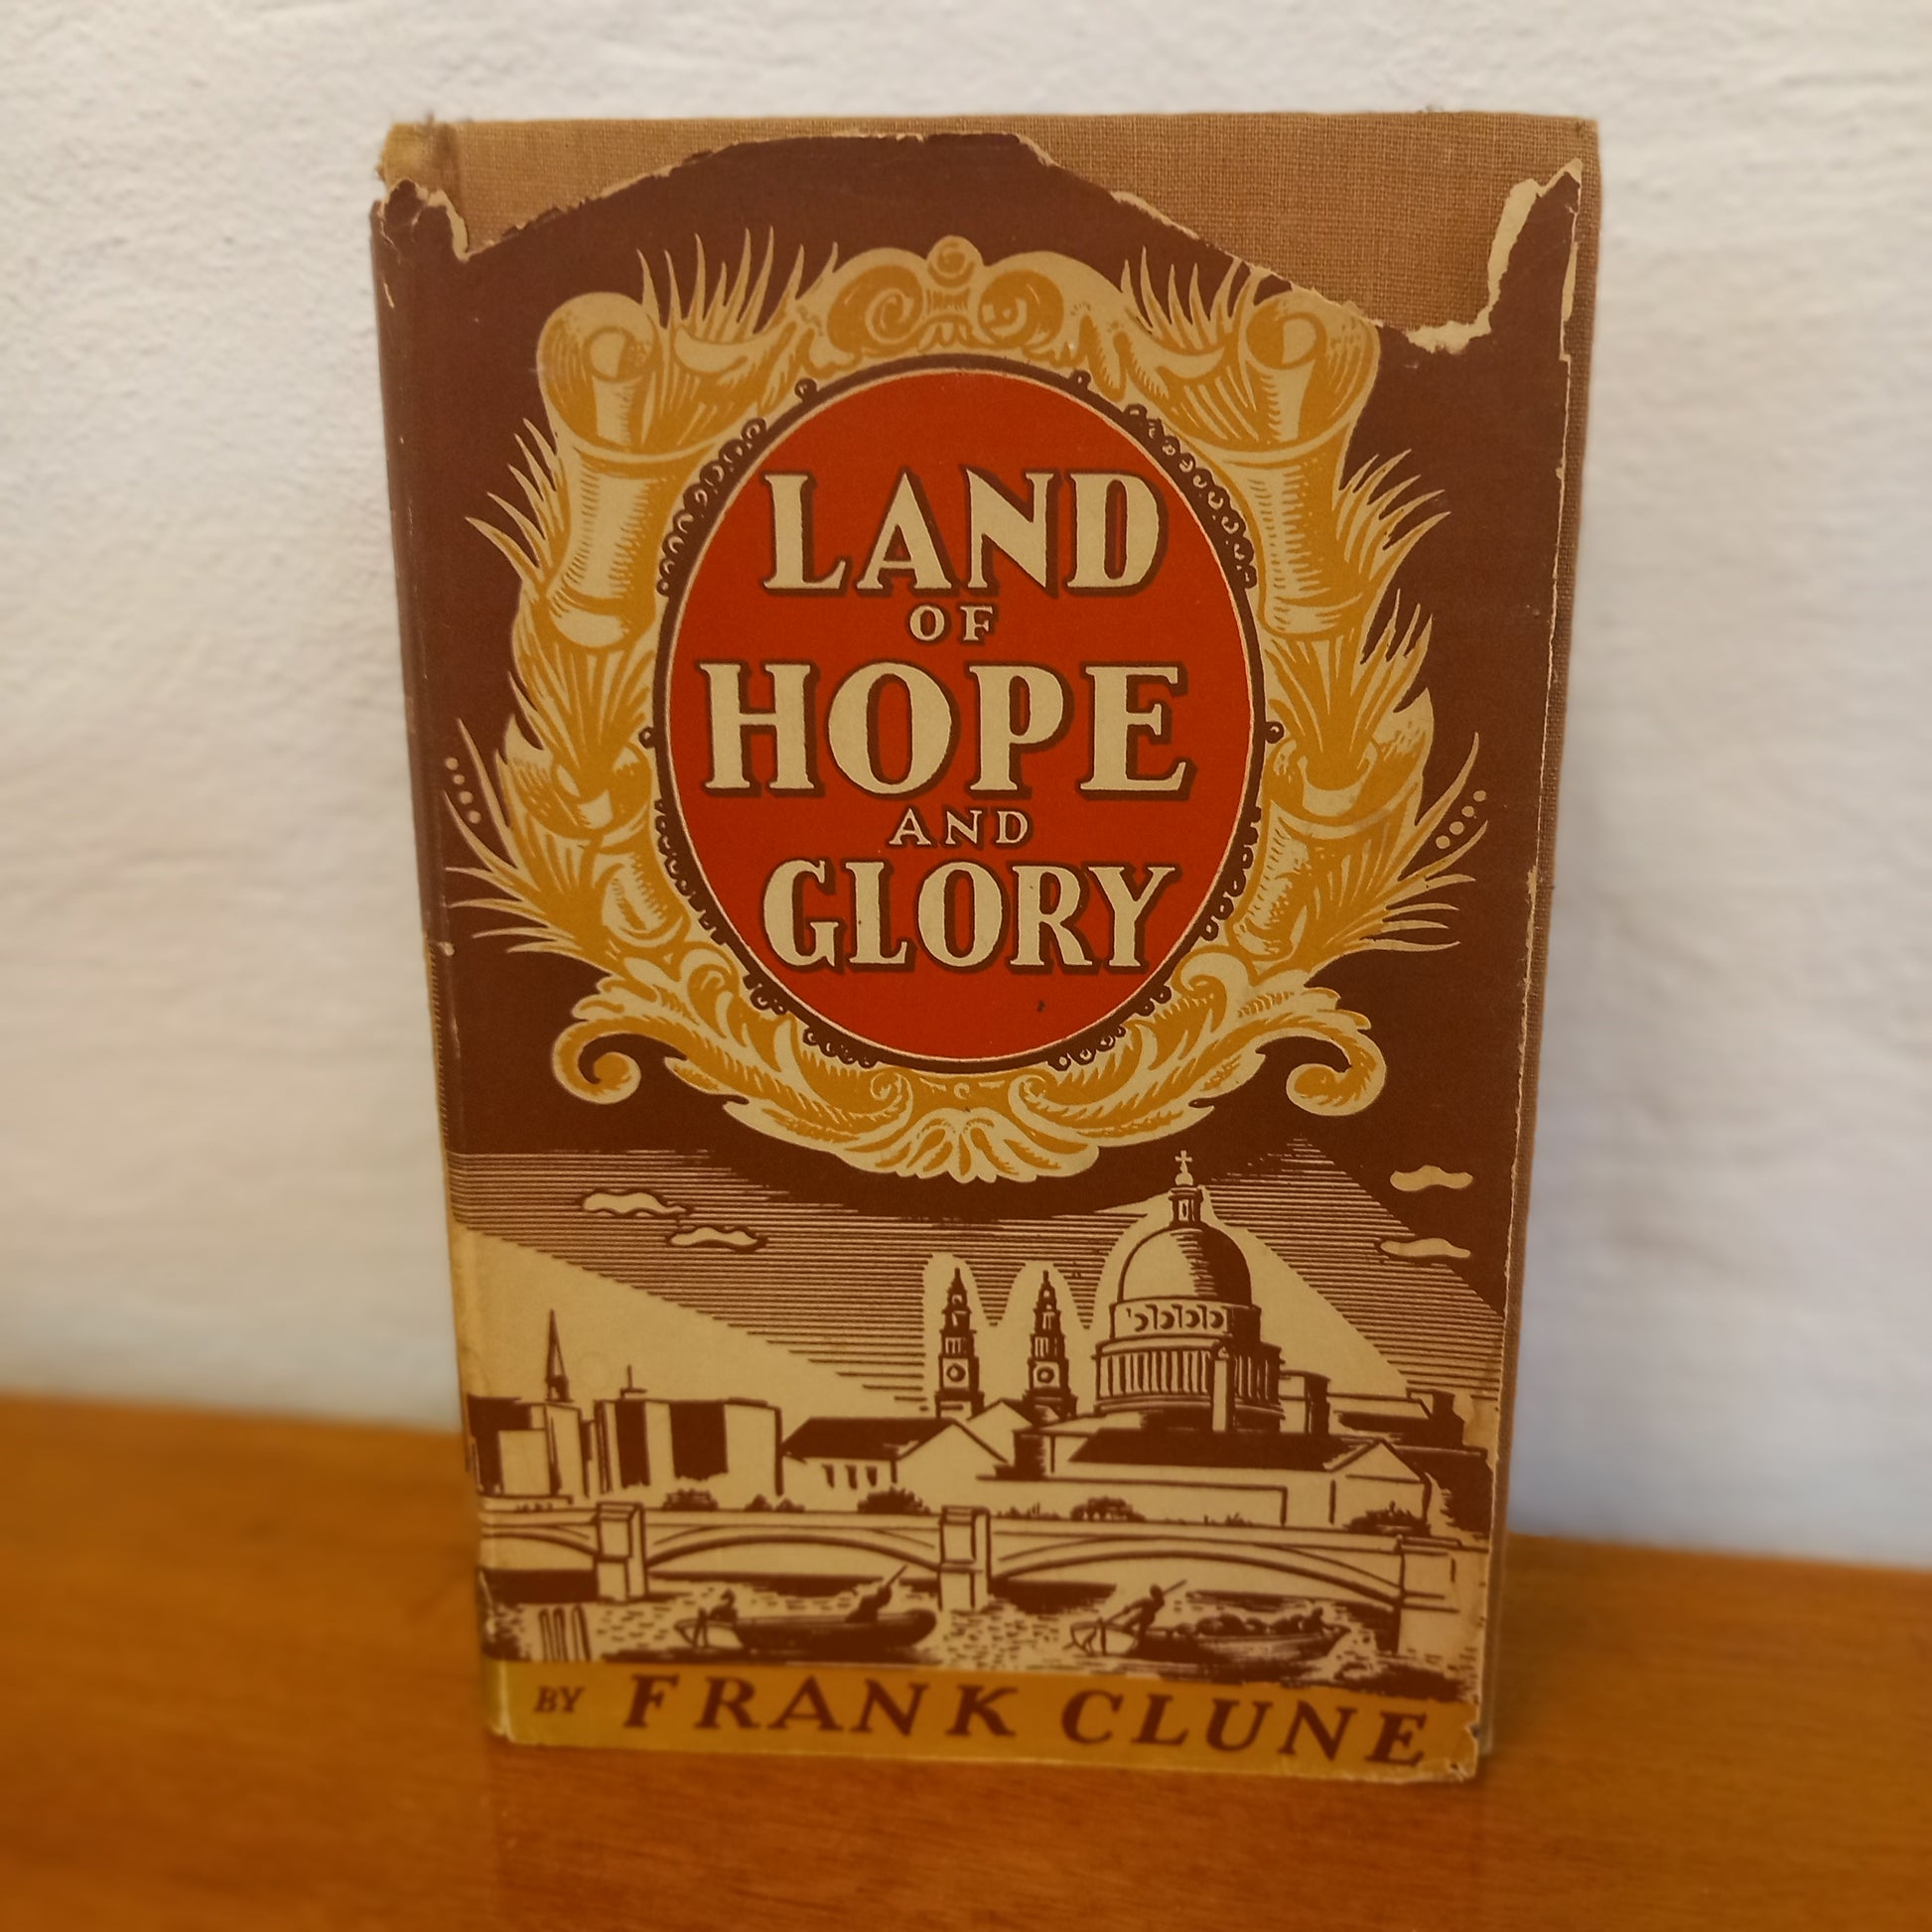 LAND
OF
HOPE
AND
GLORY
BY FRANK CLUNE